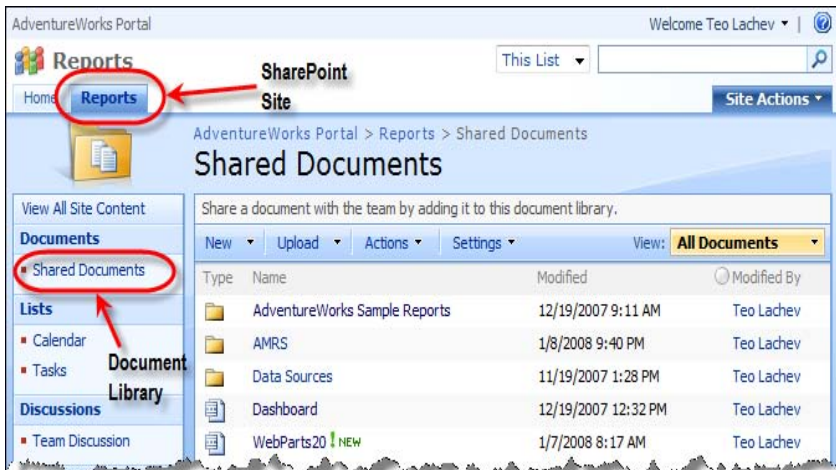 AdventureWorks Portal
Welcome Teo Lachev
Reports
This List
Home
Reports
Site Actions
SharePoint
Site
AdventureWorks Portal > Reports > Shared Documents
Shared Documents
View All Site Content
Documents
Shared Documents
Lists
Calendar
Tasks
Discussions
Team Discussion
Document
Library
Share a document with the team by adding it to this document library.
New Upload Actions Settings View: All Documents
Type Name Modified Modified By
AdventureWorks Sample Reports 12/19/2007 9:11 AM Teo Lachev
AMRS 1/8/2008 9:40 PM Teo Lachev
Data Sources 11/19/2007 1:28 PM Teo Lachev
Dashboard 12/19/2007 12:32 PM Teo Lachev
WebParts20 ! NEW 1/7/2008 8:17 AM Teo Lachev